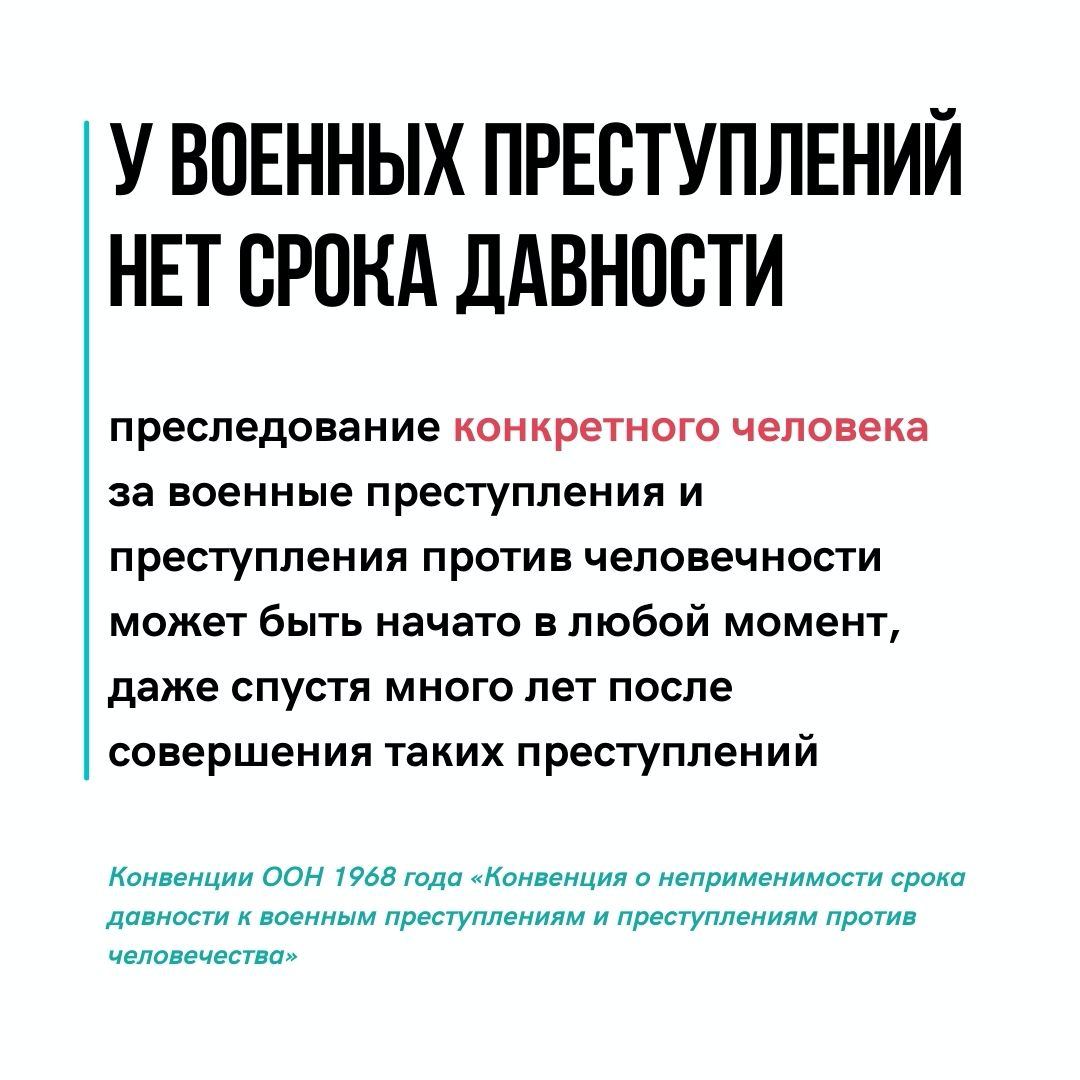 У ВОЕННЫХ ПРЕСТУПЛЕНИЙ
НЕТ СРОКА ДАВНОСТИ
преследование конкретного человека
за военные преступления и
преступления против человечности
может быть начато в любой момент,
даже спустя много лет после
совершения таких преступлений
Конвенции ООН 1968 года «Конвенция о неприменимости срока
давности к военным преступлениям и преступлениям против
человечества»